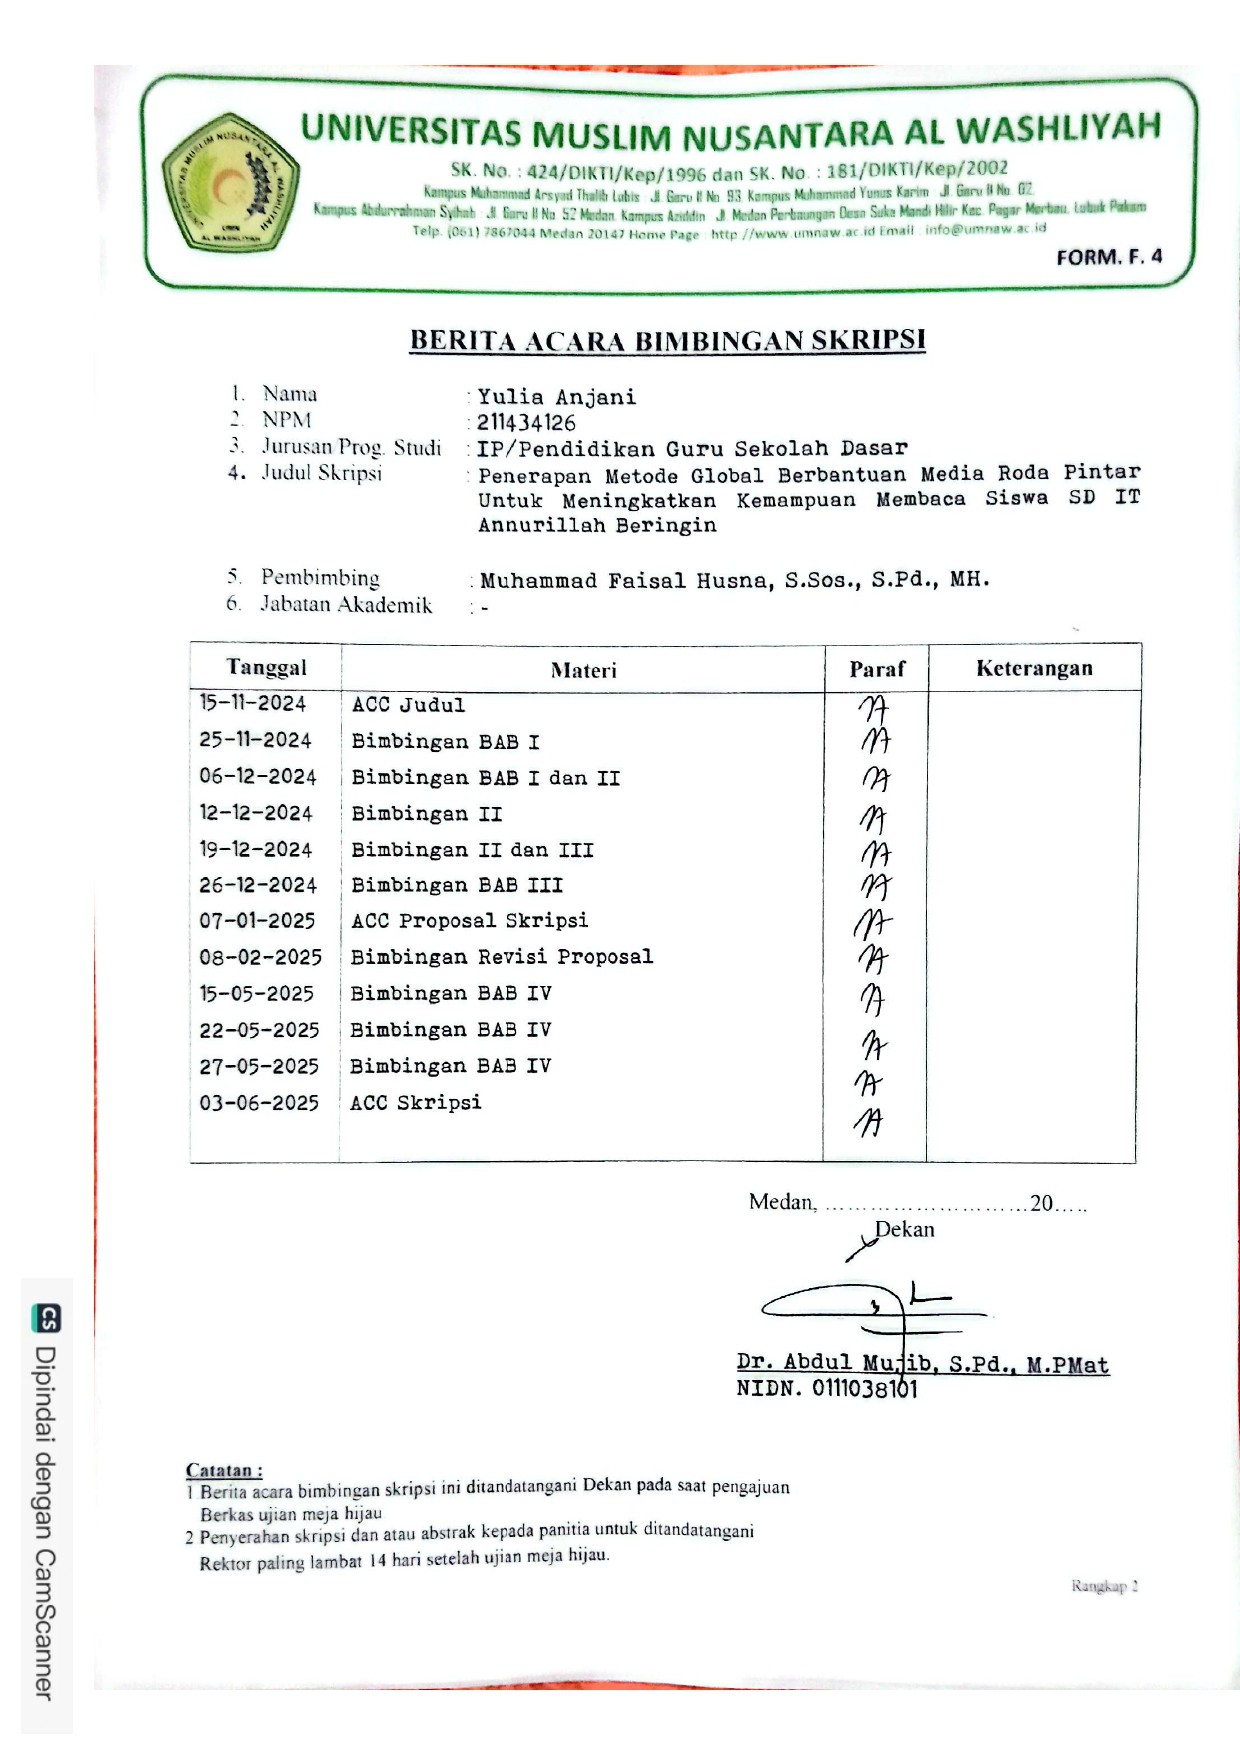 UNIVERSITAS MUSLIM NUSANTARA AL WASHLIYAH
SK. No. : 424/DIKTI/Kep/1996 dan SK. No. : 181/DIKTI/Kep/2002
Kampus Muhammad Arsyad Thalib Lubis Jl. Garu II No. 93 Kampus Muhammad Yunus Karim Jl. Garu II No. 02
Kampus Abdurrahman Syihab Jl. Garu II No. 52 Medan. Kampus Aziddin Jl. Medan Perbaungan Desa Suka Mandi Hilir Kec. Pagar Merbau. Lubuk Pakam
Telp. (061) 7867044 Medan 20147 Home Page : http://www.umnaw.ac.id Email : info@umnaw.ac.id
FORM. F. 4
UNIVERSITAS MUSLIM NUSANTARA AL WASHLIYAH
UMN
AL WASHLIYAH
BERITA ACARA BIMBINGAN SKRIPSI
1. Nama : Yulia Anjani
2. NPM : 211434126
3. Jurusan Prog. Studi : IP/Pendidikan Guru Sekolah Dasar
4. Judul Skripsi : Penerapan Metode Global Berbantuan Media Roda Pintar
Untuk Meningkatkan Kemampuan Membaca Siswa SD IT
Annurillah Beringin
5. Pembimbing : Muhammad Faisal Husna, S.Sos., S.Pd., MH.
6. Jabatan Akademik : -
Tanggal Materi Paraf Keterangan
15-11-2024 ACC Judul
25-11-2024 Bimbingan BAB I
06-12-2024 Bimbingan BAB I dan II
12-12-2024 Bimbingan II
19-12-2024 Bimbingan II dan III
26-12-2024 Bimbingan BAB III
07-01-2025 ACC Proposal Skripsi
08-02-2025 Bimbingan Revisi Proposal
15-05-2025 Bimbingan BAB IV
22-05-2025 Bimbingan BAB IV
27-05-2025 Bimbingan BAB IV
03-06-2025 ACC Skripsi
Medan, ............................20.....
Dekan
Dr. Abdul Mujib, S.Pd., M.PMat
NIDN. 0111038101
Catatan :
1 Berita acara bimbingan skripsi ini ditandatangani Dekan pada saat pengajuan
Berkas ujian meja hijau
2 Penyerahan skripsi dan atau abstrak kepada panitia untuk ditandatangani
Rektor paling lambat 14 hari setelah ujian meja hijau.
Rangkap 2
CS Dipindai dengan CamScanner